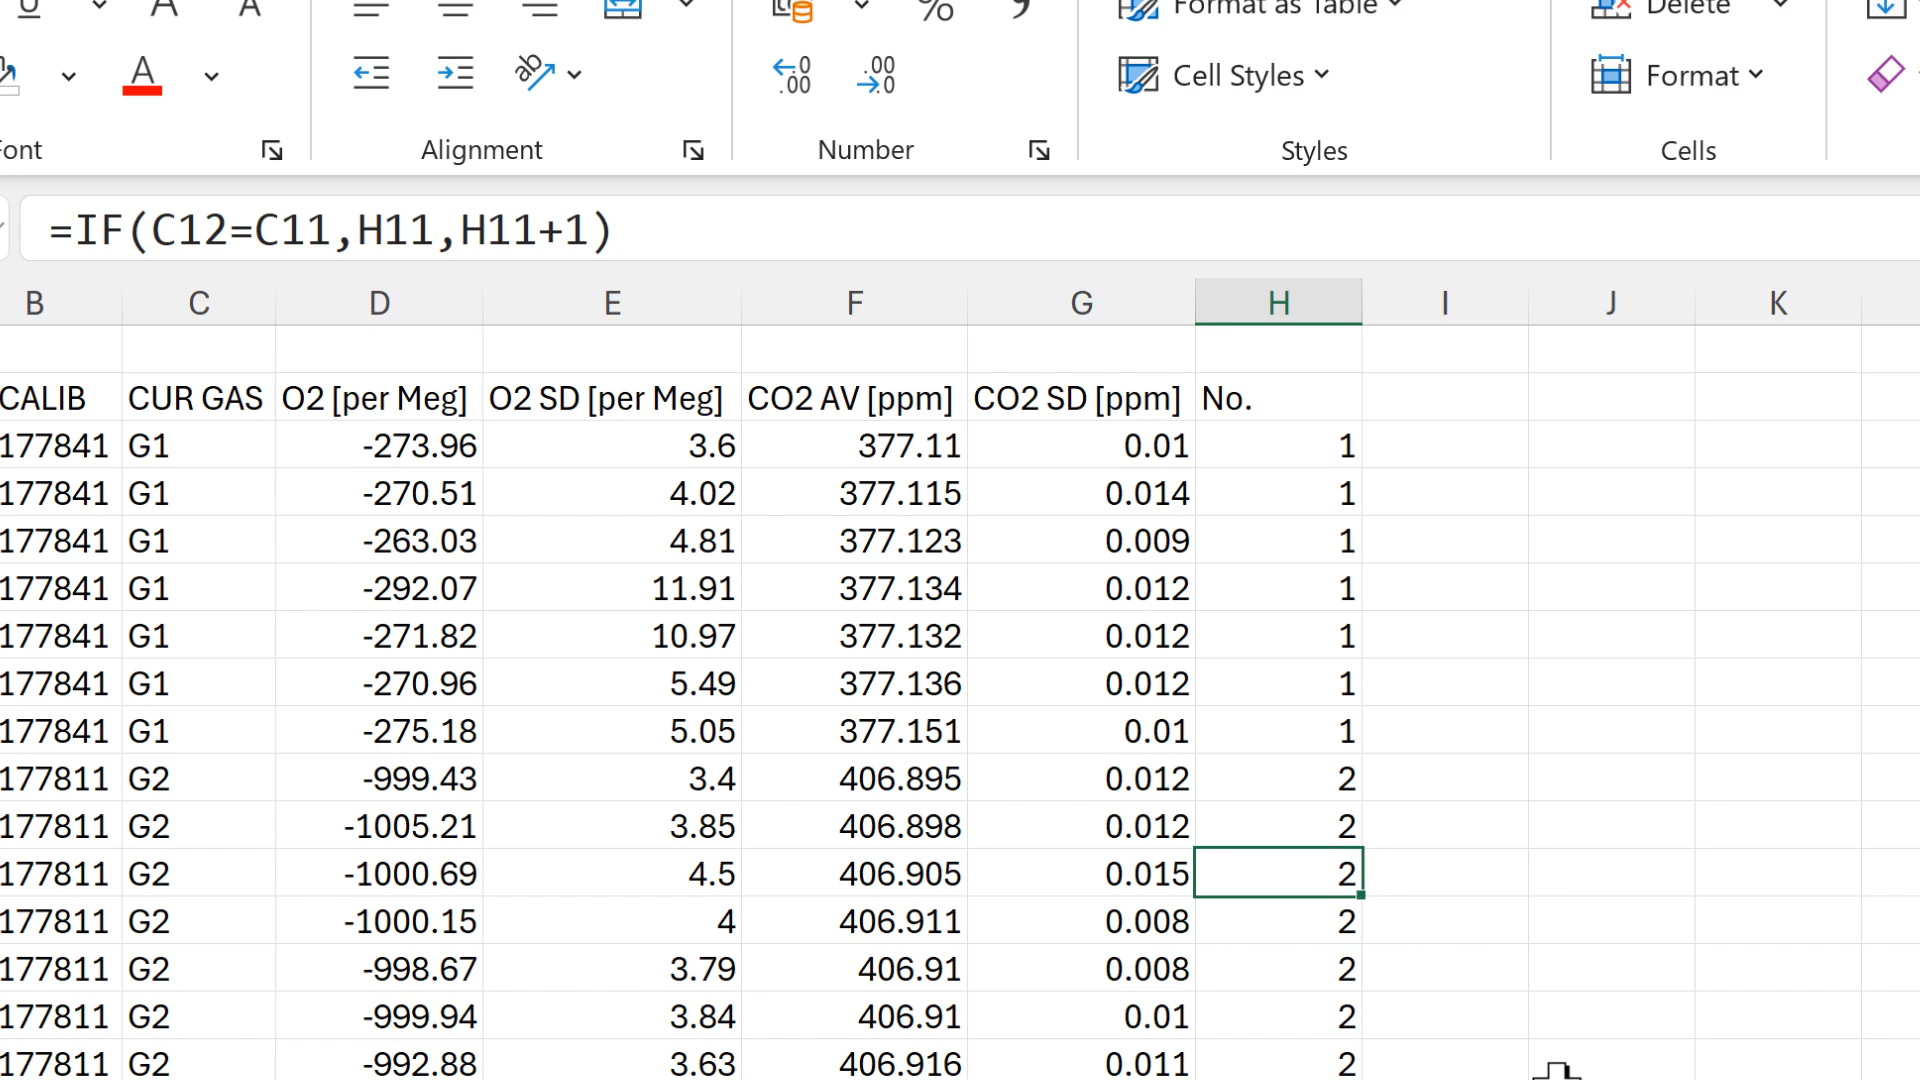 Format as Table
Delete
Cell Styles
Format
Font
Alignment
Number
Styles
Cells
=IF(C12=C11,H11,H11+1)
B C D E F G H I J K
CALIB CUR GAS O2 [per Meg] O2 SD [per Meg] CO2 AV [ppm] CO2 SD [ppm] No.
177841 G1 -273.96 3.6 377.11 0.01 1
177841 G1 -270.51 4.02 377.115 0.014 1
177841 G1 -263.03 4.81 377.123 0.009 1
177841 G1 -292.07 11.91 377.134 0.012 1
177841 G1 -271.82 10.97 377.132 0.012 1
177841 G1 -270.96 5.49 377.136 0.012 1
177841 G1 -275.18 5.05 377.151 0.01 1
177811 G2 -999.43 3.4 406.895 0.012 2
177811 G2 -1005.21 3.85 406.898 0.012 2
177811 G2 -1000.69 4.5 406.905 0.015 2
177811 G2 -1000.15 4 406.911 0.008 2
177811 G2 -998.67 3.79 406.91 0.008 2
177811 G2 -999.94 3.84 406.91 0.01 2
177811 G2 -992.88 3.63 406.916 0.011 2